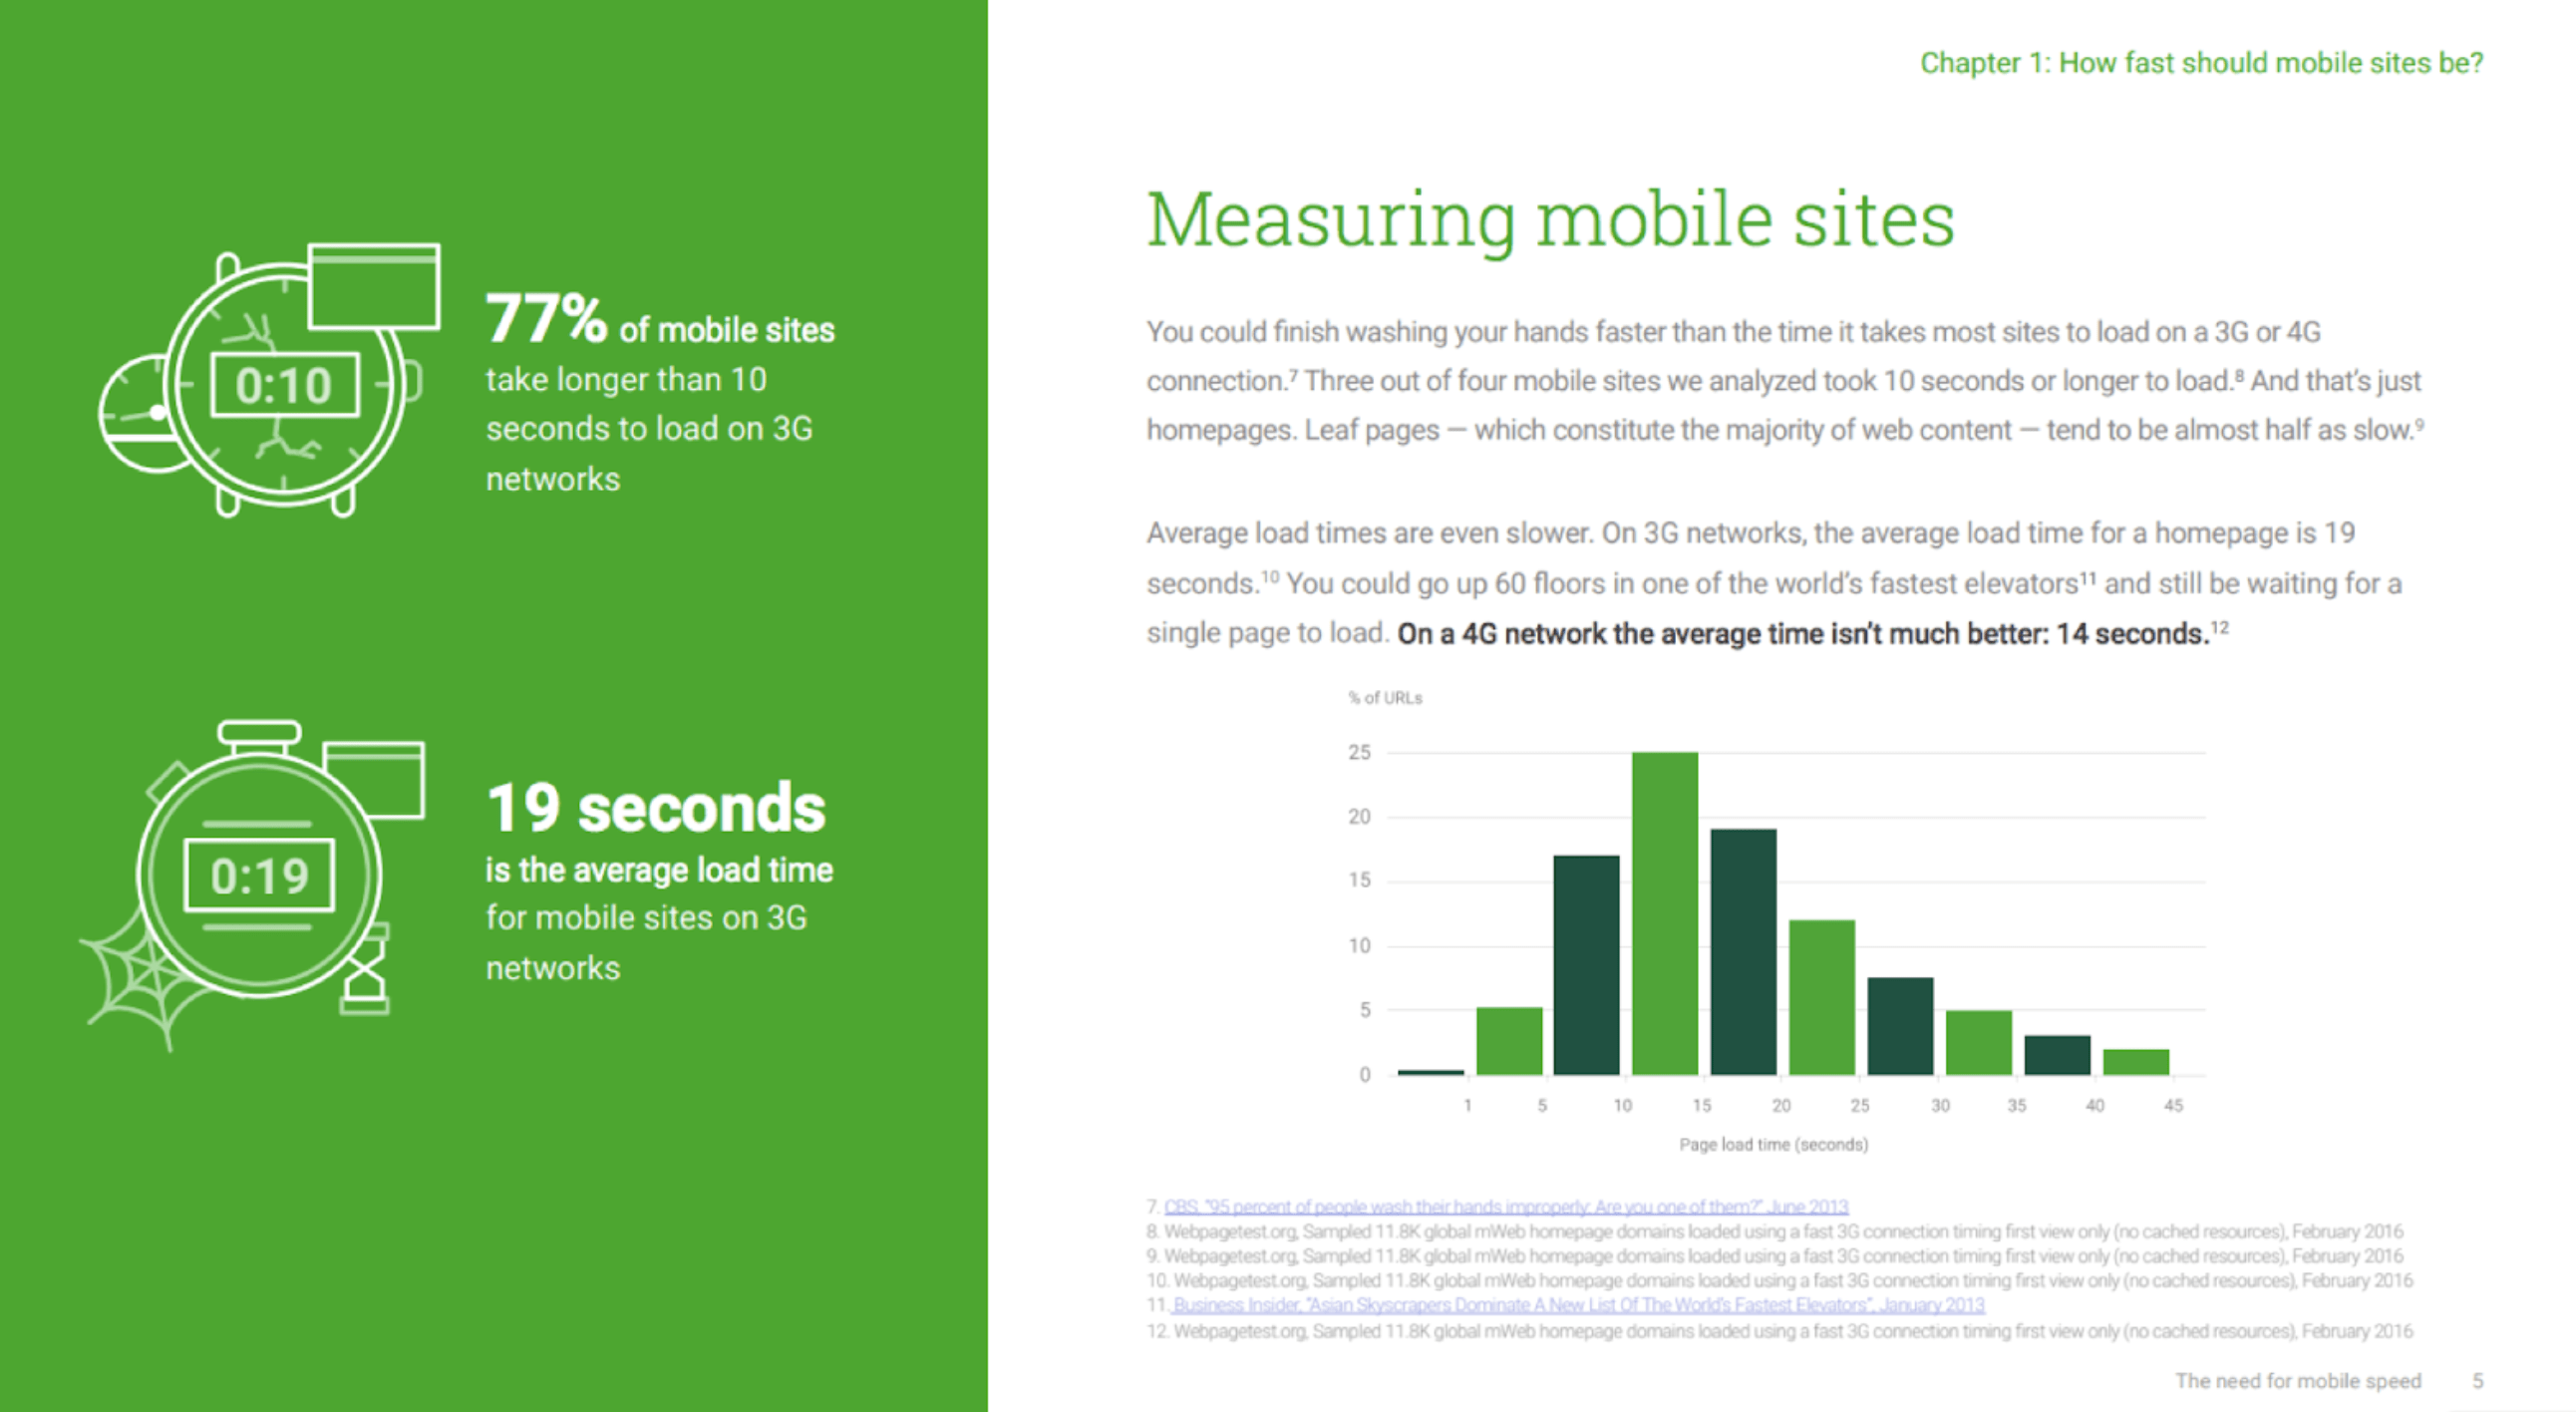 Chapter 1: How fast should mobile sites be?
0:10
77% of mobile sites
take longer than 10
seconds to load on 3G
networks
0:19
19 seconds
is the average load time
for mobile sites on 3G
networks
Measuring mobile sites
You could finish washing your hands faster than the time it takes most sites to load on a 3G or 4G
connection.⁷ Three out of four mobile sites we analyzed took 10 seconds or longer to load.⁸ And that's just
homepages. Leaf pages — which constitute the majority of web content — tend to be almost half as slow.⁹
Average load times are even slower. On 3G networks, the average load time for a homepage is 19
seconds.¹⁰ You could go up 60 floors in one of the world's fastest elevators¹¹ and still be waiting for a
single page to load. On a 4G network the average time isn't much better: 14 seconds.¹²
% of URLs
25
20
15
10
5
0
1 5 10 15 20 25 30 35 40 45
Page load time (seconds)
7. CBS, "95 percent of people wash their hands improperly: Are you one of them?" June 2013
8. Webpagetest.org, Sampled 11.8K global mWeb homepage domains loaded using a fast 3G connection timing first view only (no cached resources), February 2016
9. Webpagetest.org, Sampled 11.8K global mWeb homepage domains loaded using a fast 3G connection timing first view only (no cached resources), February 2016
10. Webpagetest.org, Sampled 11.8K global mWeb homepage domains loaded using a fast 3G connection timing first view only (no cached resources), February 2016
11. Business Insider, "Asian Skyscrapers Dominate A New List Of The World's Fastest Elevators", January 2013
12. Webpagetest.org, Sampled 11.8K global mWeb homepage domains loaded using a fast 3G connection timing first view only (no cached resources), February 2016
The need for mobile speed 5